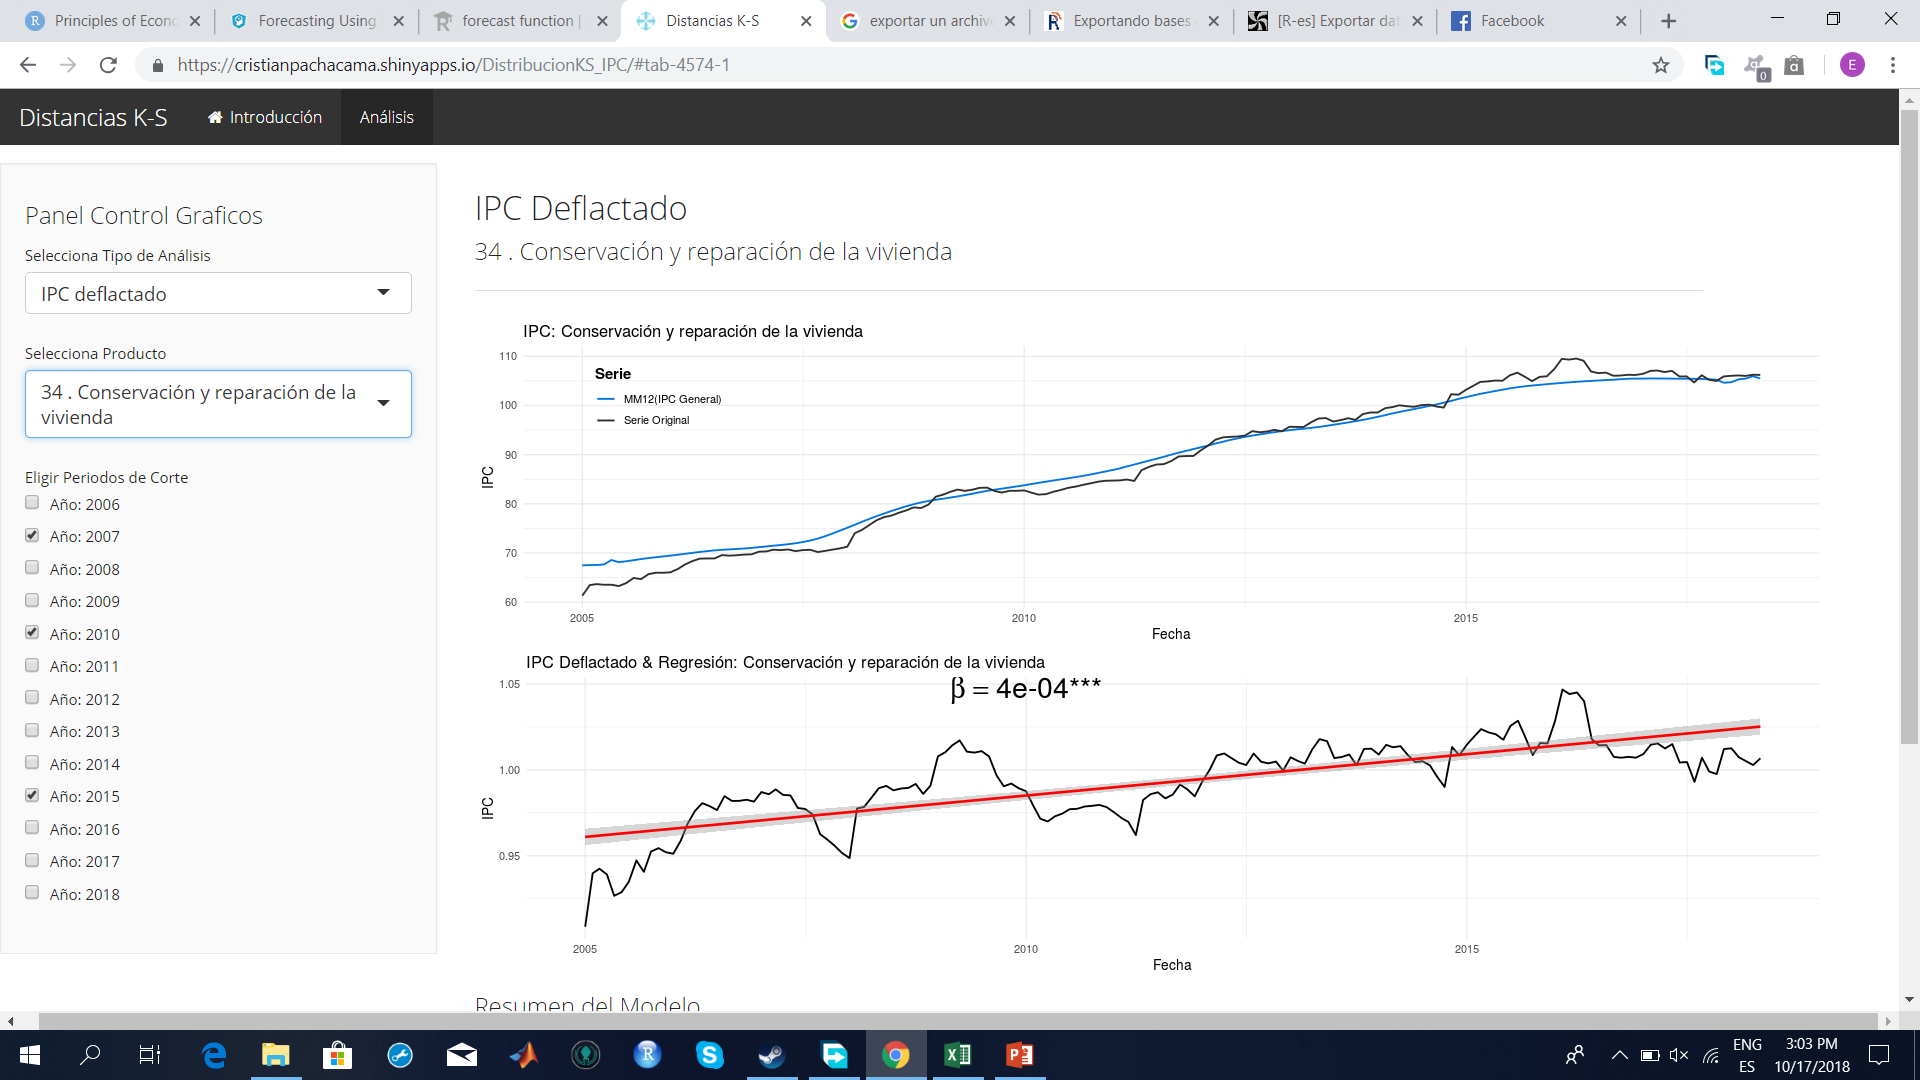 Principles of Econo
Forecasting Using
forecast function |
Distancias K-S
exportar un archiv
Exportando bases
[R-es] Exportar dat
Facebook
https://cristianpachacama.shinyapps.io/DistribucionKS_IPC/#tab-4574-1
0
E
Distancias K-S
Introducción
Análisis
Panel Control Graficos
Selecciona Tipo de Análisis
IPC deflactado
Selecciona Producto
34 . Conservación y reparación de la
vivienda
Eligir Periodos de Corte
Año: 2006
Año: 2007
Año: 2008
Año: 2009
Año: 2010
Año: 2011
Año: 2012
Año: 2013
Año: 2014
Año: 2015
Año: 2016
Año: 2017
Año: 2018
IPC Deflactado
34 . Conservación y reparación de la vivienda
IPC: Conservación y reparación de la vivienda
Serie
MM12(IPC General)
Serie Original
110
100
90
80
70
60
IPC
2005
2010
2015
Fecha
IPC Deflactado & Regresión: Conservación y reparación de la vivienda
β = 4e-04***
1.05
1.00
0.95
IPC
2005
2010
2015
Fecha
Resumen del Modelo
ENG
ES
3:03 PM
10/17/2018